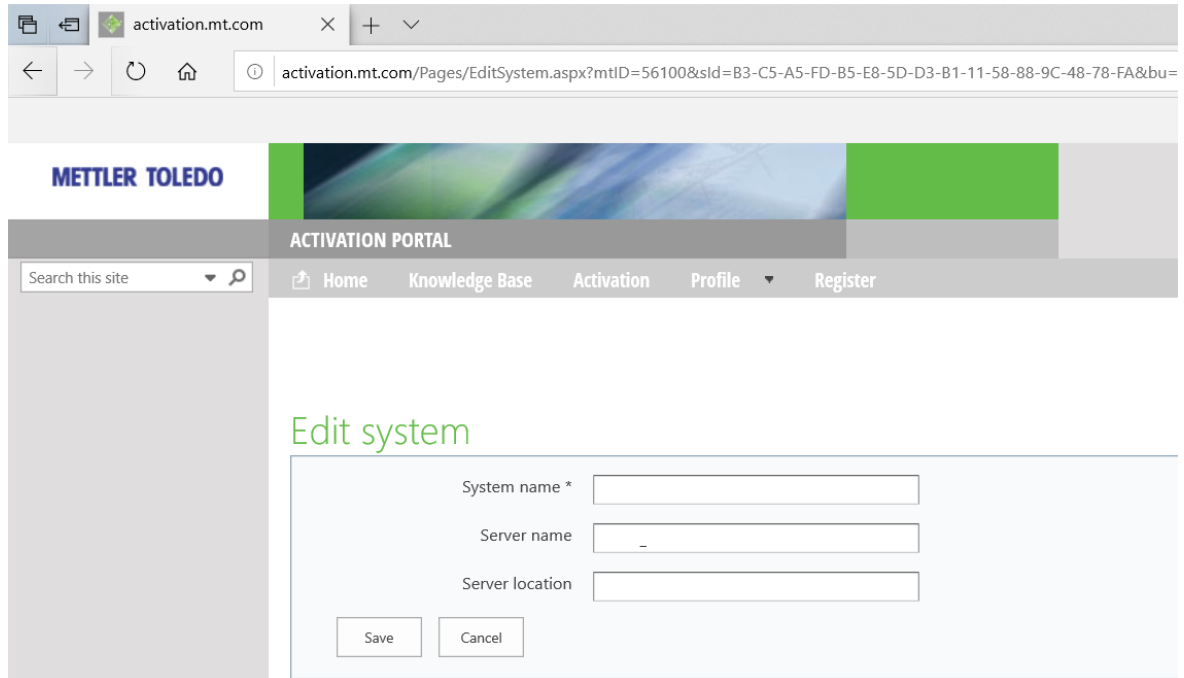 activation.mt.com
activation.mt.com/Pages/EditSystem.aspx?mtID=56100&sId=B3-C5-A5-FD-B5-E8-5D-D3-B1-11-58-88-9C-48-78-FA&bu=
METTLER TOLEDO
ACTIVATION PORTAL
Search this site
Home Knowledge Base Activation Profile Register
Edit system
System name *
Server name
_
Server location
Save Cancel